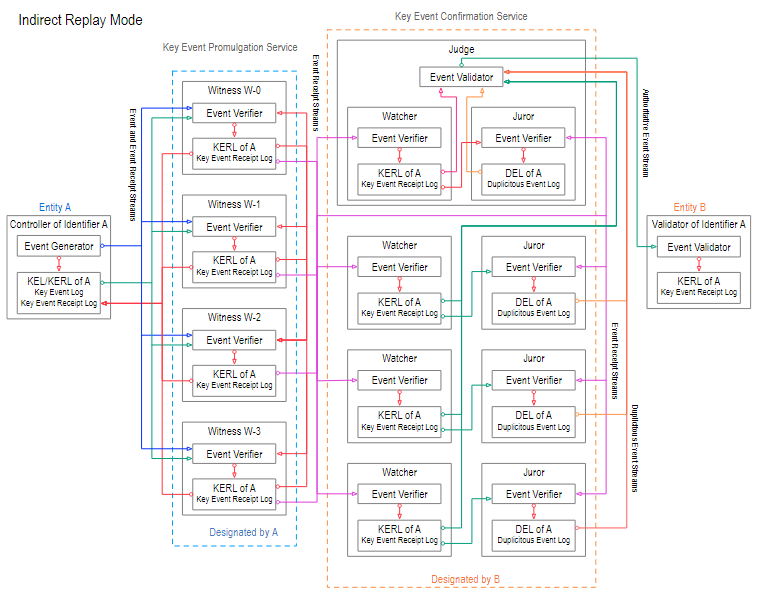 Indirect Replay Mode
Key Event Confirmation Service
Key Event Promulgation Service
Event Receipt Streams
Event and Event Receipt Streams
Entity A
Controller of Identifier A
Event Generator
KEL/KERL of A
Key Event Log
Key Event Receipt Log
Witness W-0
Event Verifier
KERL of A
Key Event Receipt Log
Witness W-1
Event Verifier
KERL of A
Key Event Receipt Log
Witness W-2
Event Verifier
KERL of A
Key Event Receipt Log
Witness W-3
Event Verifier
KERL of A
Key Event Receipt Log
Designated by A
Judge
Event Validator
Watcher
Event Verifier
KERL of A
Key Event Receipt Log
Juror
Event Verifier
DEL of A
Duplicitous Event Log
Watcher
Event Verifier
KERL of A
Key Event Receipt Log
Juror
Event Verifier
DEL of A
Duplicitous Event Log
Watcher
Event Verifier
KERL of A
Key Event Receipt Log
Juror
Event Verifier
DEL of A
Duplicitous Event Log
Watcher
Event Verifier
KERL of A
Key Event Receipt Log
Juror
Event Verifier
DEL of A
Duplicitous Event Log
Designated by B
Event Receipt Streams
Duplicitous Event Streams
Authoritative Event Stream
Entity B
Validator of Identifier A
Event Validator
KERL of A
Key Event Receipt Log